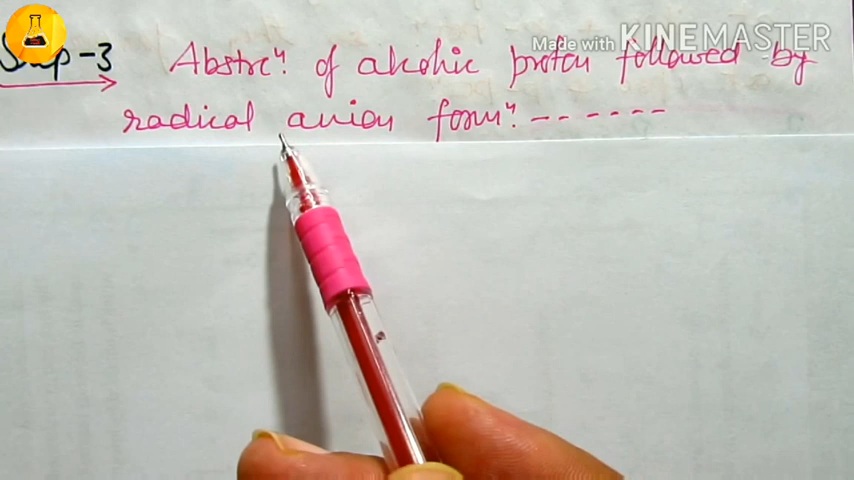 Made with KINEMASTER
Step -3 Abstrcⁿ. of alcohlic proton followed by
radical anion formⁿ. -------